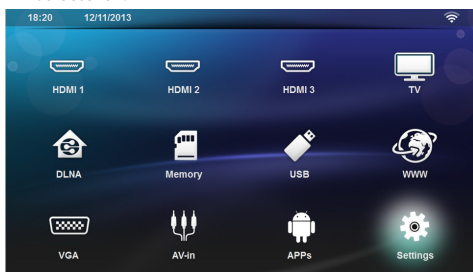 18:20 12/11/2013
HDMI 1 HDMI 2 HDMI 3 TV
DLNA Memory USB WWW
VGA AV-in APPs Settings